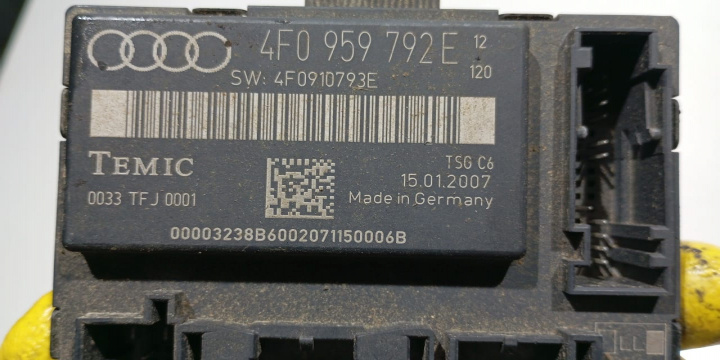 4F0 959 792E 12
120
SW: 4F0910793E
TEMIC
TSG C6
15.01.2007
0033 TFJ 0001
Made in Germany
00003238B6002071150006B